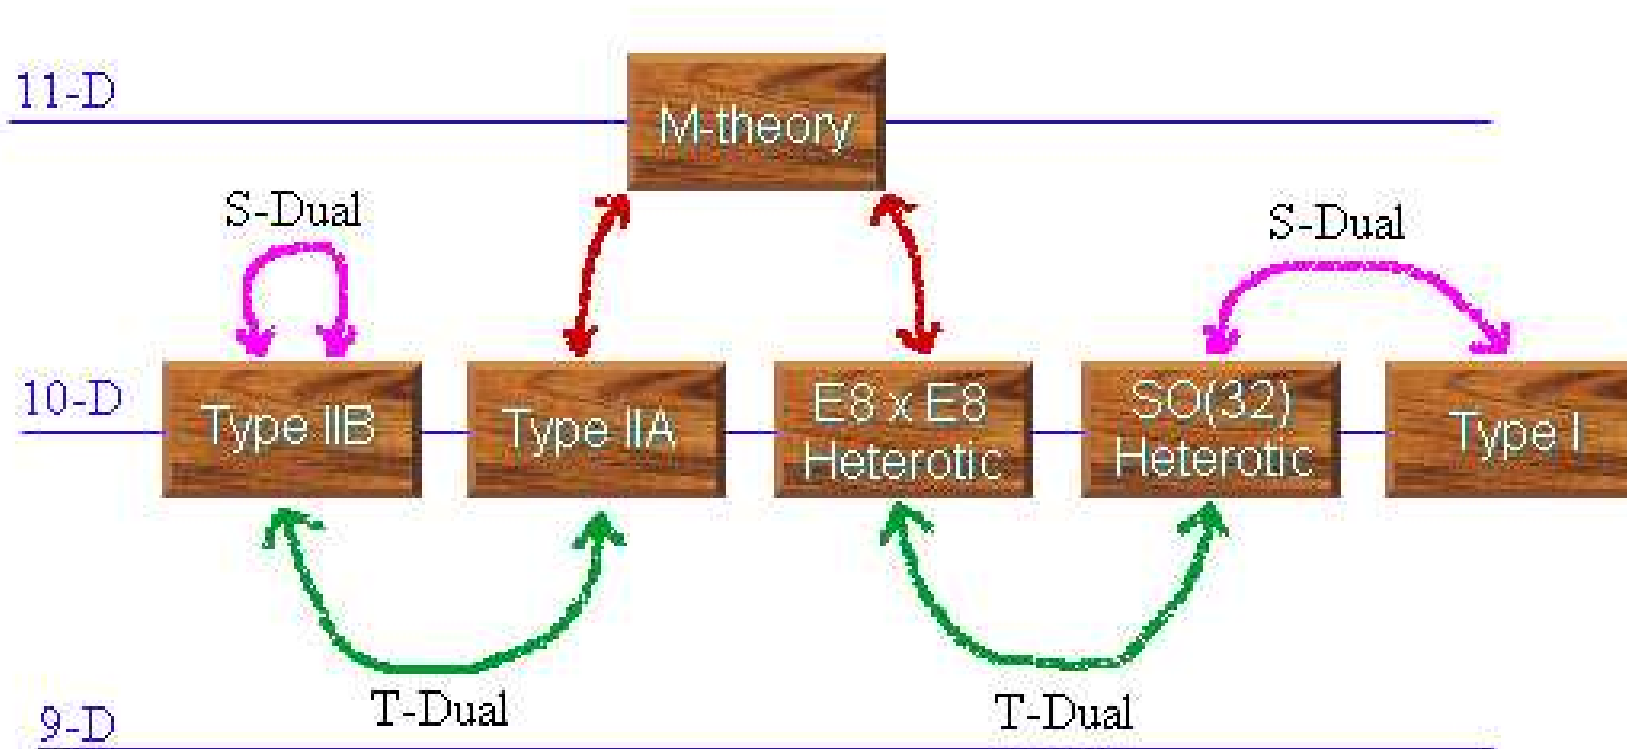 11-D
M-theory
S-Dual
S-Dual
10-D
Type IIB
Type IIA
E8 x E8
Heterotic
SO(32)
Heterotic
Type I
T-Dual
T-Dual
9-D